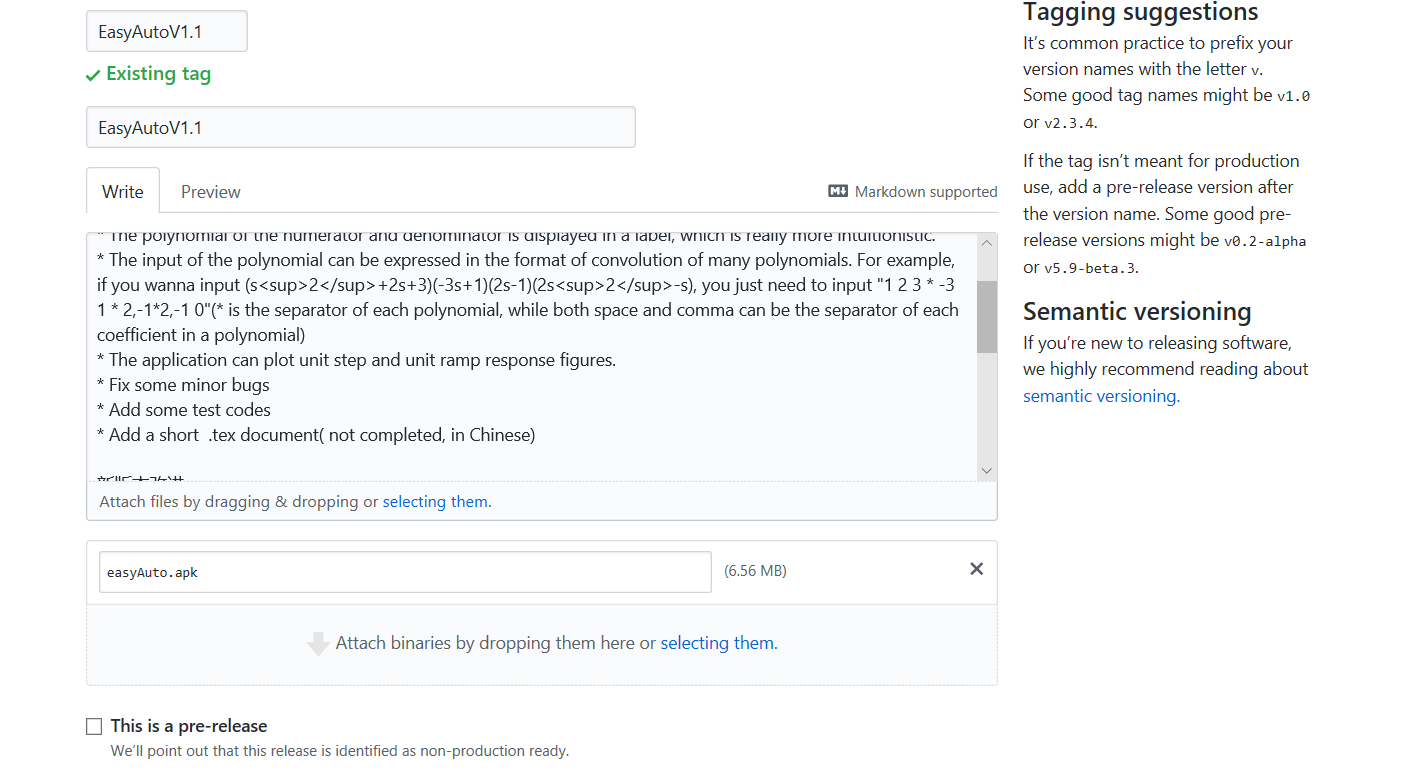 EasyAutoV1.1
Existing tag
EasyAutoV1.1
Write
Preview
Markdown supported
* The polynomial of the numerator and denominator is displayed in a label, which is really more intuitionistic.
* The input of the polynomial can be expressed in the format of convolution of many polynomials. For example,
if you wanna input (s<sup>2</sup>+2s+3)(-3s+1)(2s-1)(2s<sup>2</sup>-s), you just need to input "1 2 3 * -3
1 * 2,-1*2,-1 0"(* is the separator of each polynomial, while both space and comma can be the separator of each
coefficient in a polynomial)
* The application can plot unit step and unit ramp response figures.
* Fix some minor bugs
* Add some test codes
* Add a short  .tex document( not completed, in Chinese)
Attach files by dragging & dropping or selecting them.
easyAuto.apk
(6.56 MB)
Attach binaries by dropping them here or selecting them.
This is a pre-release
We’ll point out that this release is identified as non-production ready.
Tagging suggestions
It’s common practice to prefix your
version names with the letter v.
Some good tag names might be v1.0
or v2.3.4.
If the tag isn’t meant for production
use, add a pre-release version after
the version name. Some good pre-
release versions might be v0.2-alpha
or v5.9-beta.3.
Semantic versioning
If you’re new to releasing software,
we highly recommend reading about
semantic versioning.